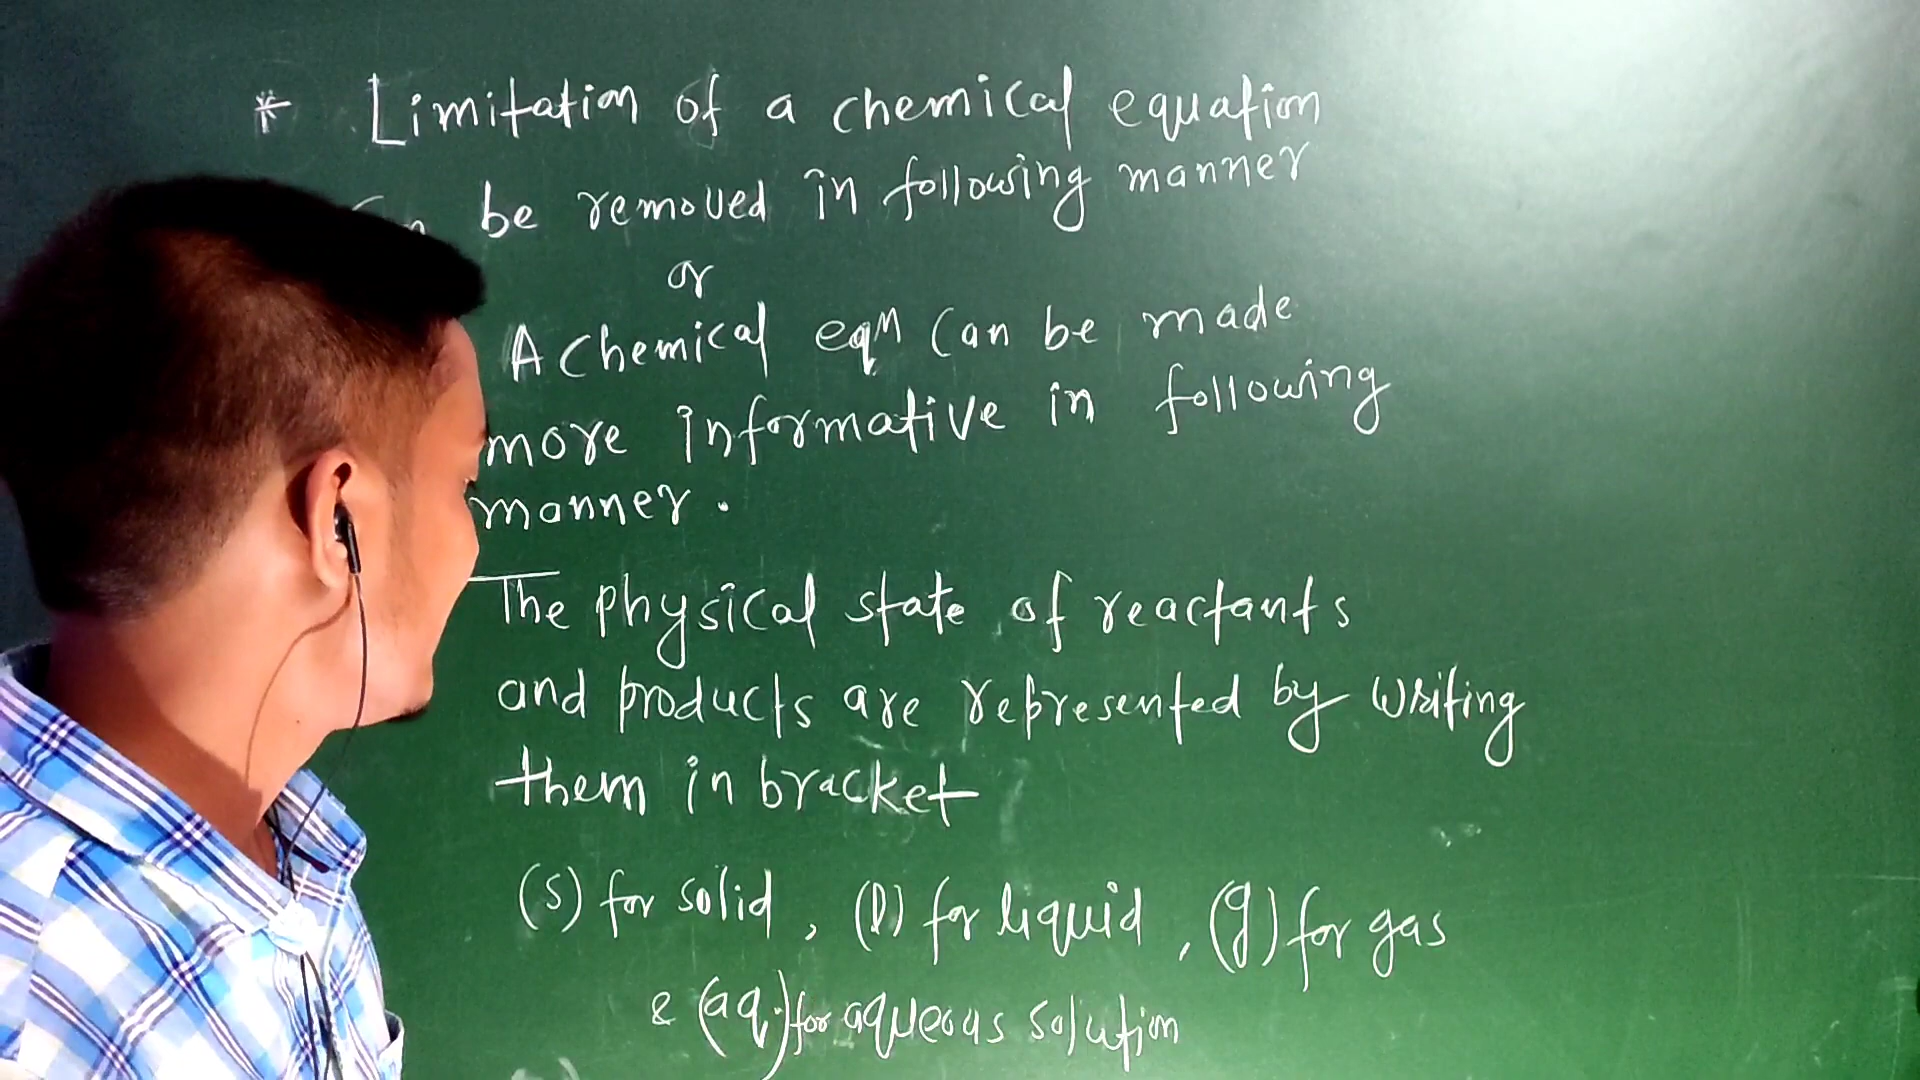 * Limitation of a chemical equation
be removed in following manner
or
A chemical eqn can be made
more informative in following
manner.
The physical state of reactants
and products are represented by writing
them in bracket
(s) for solid, (l) for liquid, (g) for gas
& (aq.) for aqueous solution